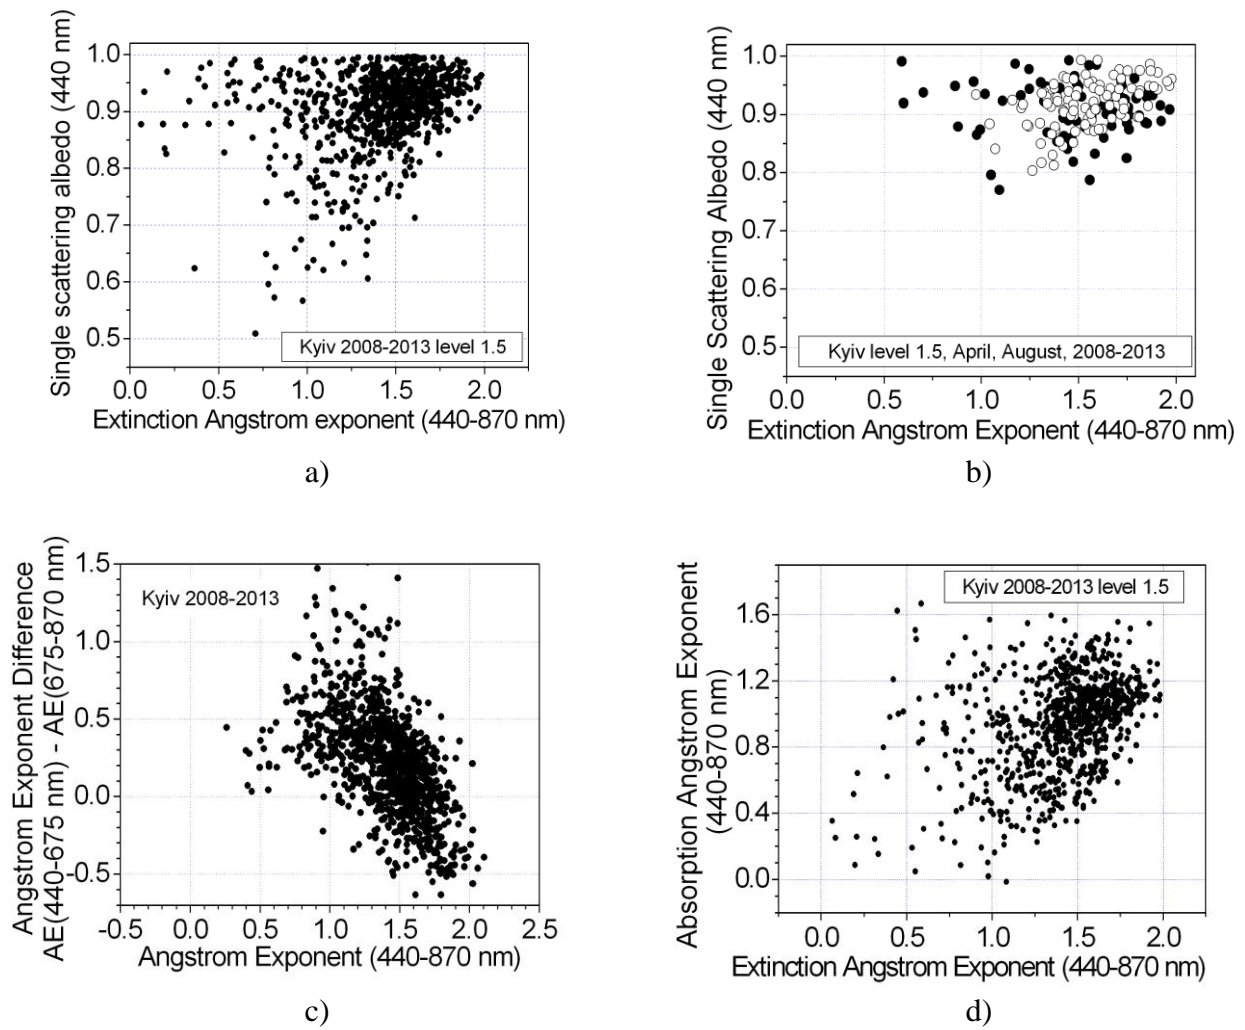 Single scattering albedo (440 nm)
1.0
0.9
0.8
0.7
0.6
0.5
Kyiv 2008-2013 level 1.5
0.0 0.5 1.0 1.5 2.0
Extinction Angstrom exponent (440-870 nm)
a)
Single Scattering Albedo (440 nm)
1.0
0.9
0.8
0.7
0.6
0.5
Kyiv level 1.5, April, August, 2008-2013
0.0 0.5 1.0 1.5 2.0
Extinction Angstrom Exponent (440-870 nm)
b)
Angstrom Exponent Difference
AE(440-675 nm) - AE(675-870 nm)
1.5
1.0
0.5
0.0
-0.5
Kyiv 2008-2013
-0.5 0.0 0.5 1.0 1.5 2.0 2.5
Angstrom Exponent (440-870 nm)
c)
Absorption Angstrom Exponent
(440-870 nm)
1.6
1.2
0.8
0.4
0.0
Kyiv 2008-2013 level 1.5
0.0 0.5 1.0 1.5 2.0
Extinction Angstrom Exponent (440-870 nm)
d)